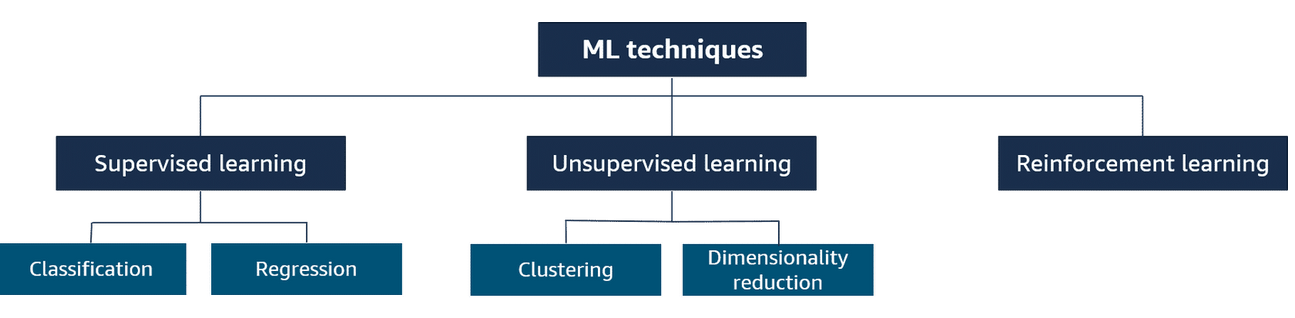 ML techniques
Supervised learning
Unsupervised learning
Reinforcement learning
Classification
Regression
Clustering
Dimensionality
reduction